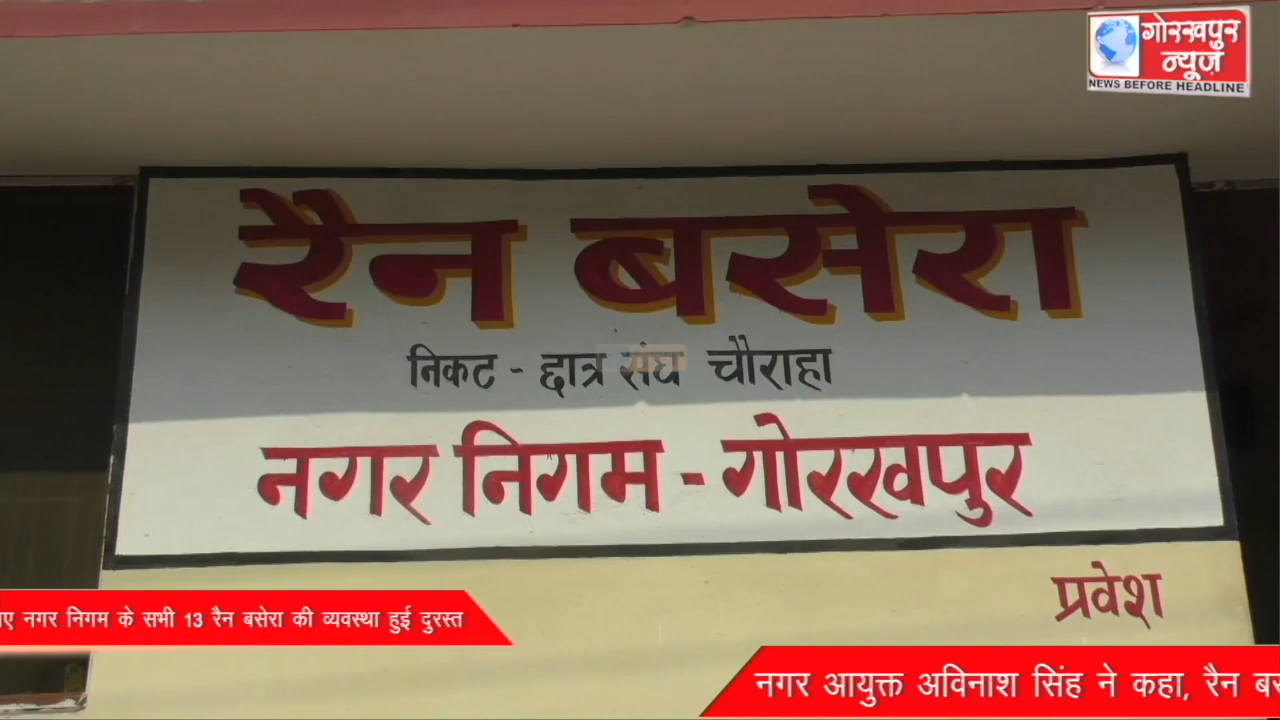 गोरखपुर
न्यूज़
NEWS BEFORE HEADLINE
रैन बसेरा
निकट - छात्र संघ चौराहा
नगर निगम - गोरखपुर
प्रवेश
नगर निगम के सभी 13 रैन बसेरा की व्यवस्था हुई दुरस्त
नगर आयुक्त अविनाश सिंह ने कहा, रैन